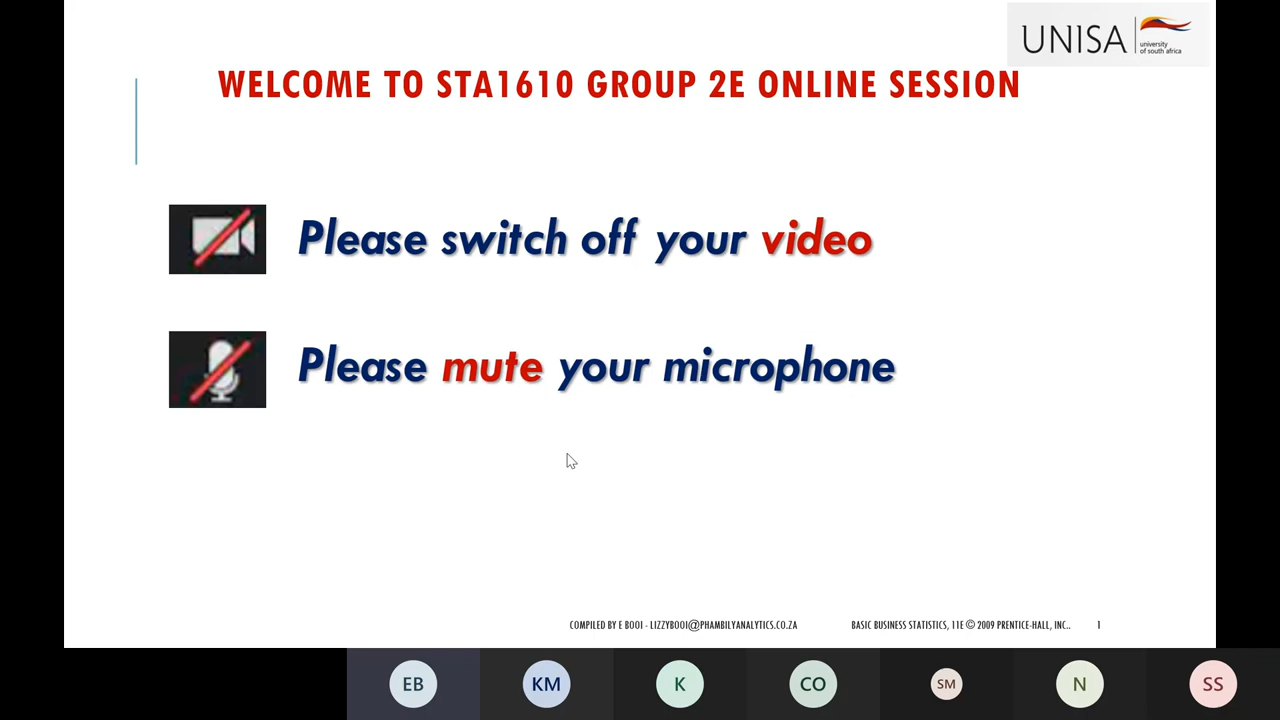 UNISA
university
of south africa
WELCOME TO STA1610 GROUP 2E ONLINE SESSION
Please switch off your video
Please mute your microphone
COMPILED BY E BOOI - LIZZYBOOI@PHAMBILYANALYTICS.CO.ZA
BASIC BUSINESS STATISTICS, 11E © 2009 PRENTICE-HALL, INC..
1
EB
KM
K
CO
SM
N
SS